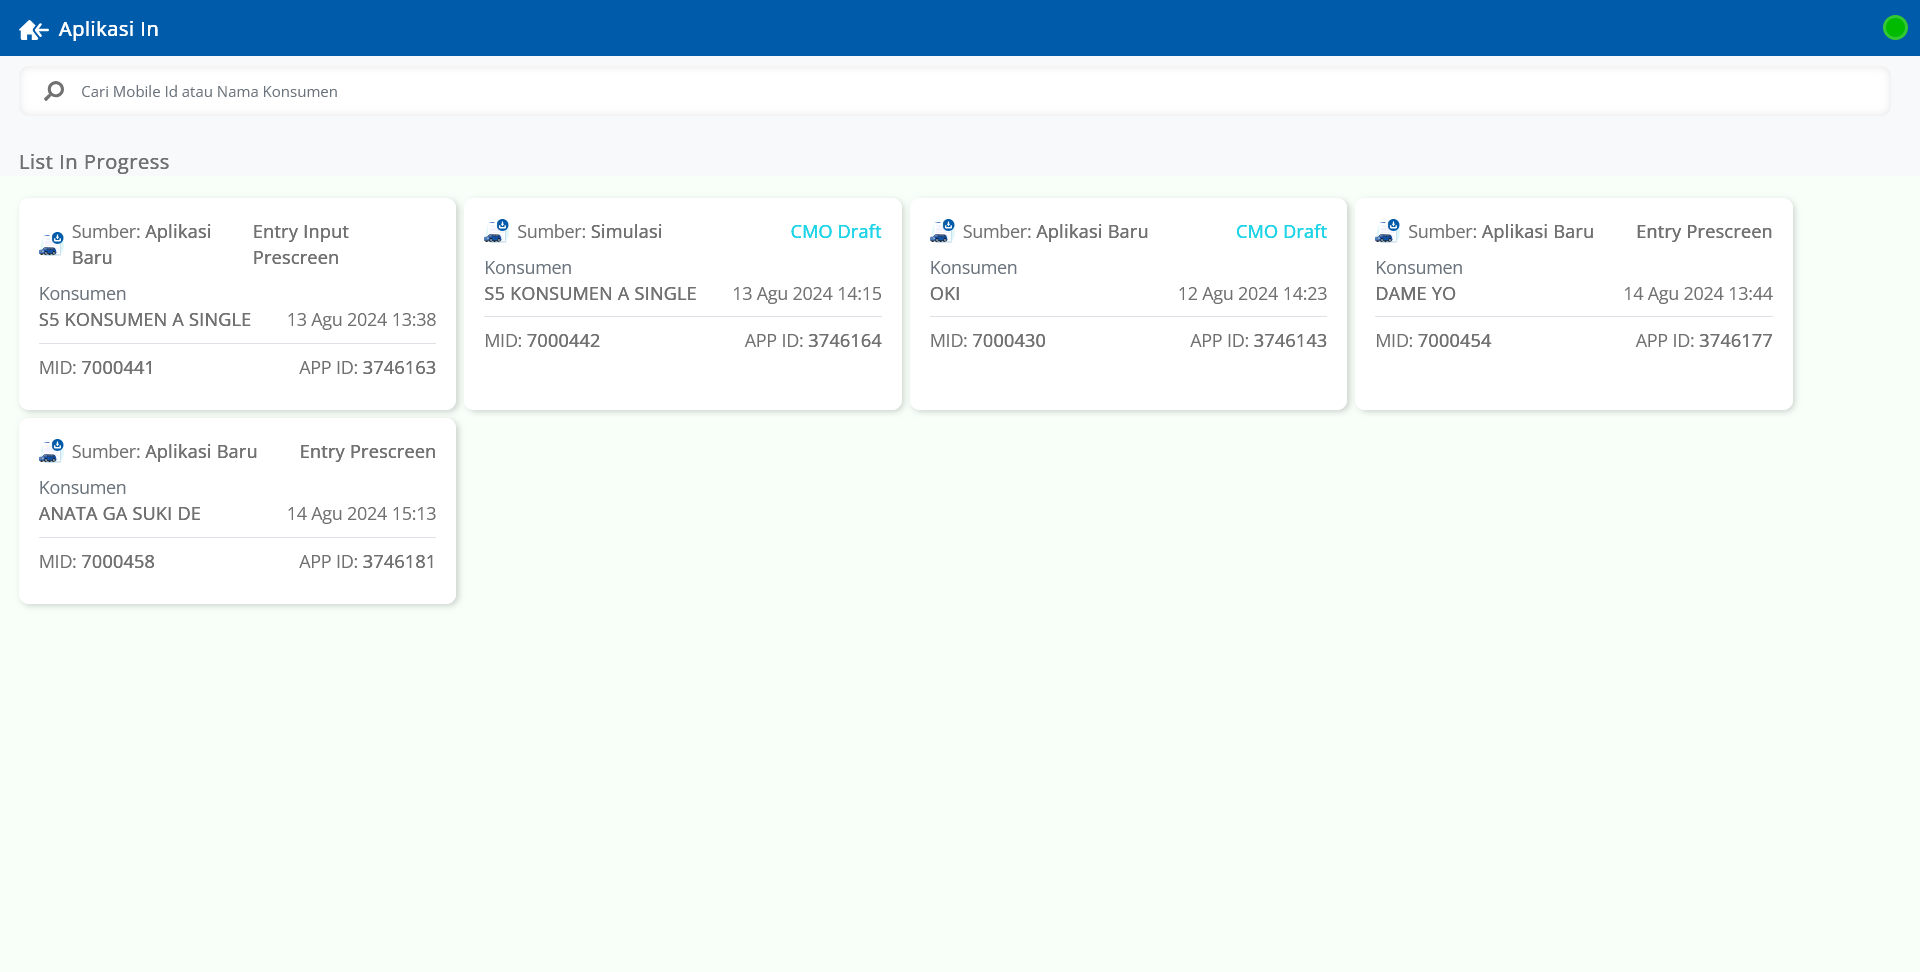 Aplikasi In
Cari Mobile Id atau Nama Konsumen
List In Progress
Sumber: Aplikasi Baru
Entry Input Prescreen
Konsumen
S5 KONSUMEN A SINGLE 13 Agu 2024 13:38
MID: 7000441 APP ID: 3746163
Sumber: Simulasi CMO Draft
Konsumen
S5 KONSUMEN A SINGLE 13 Agu 2024 14:15
MID: 7000442 APP ID: 3746164
Sumber: Aplikasi Baru CMO Draft
Konsumen
OKI 12 Agu 2024 14:23
MID: 7000430 APP ID: 3746143
Sumber: Aplikasi Baru Entry Prescreen
Konsumen
DAME YO 14 Agu 2024 13:44
MID: 7000454 APP ID: 3746177
Sumber: Aplikasi Baru Entry Prescreen
Konsumen
ANATA GA SUKI DE 14 Agu 2024 15:13
MID: 7000458 APP ID: 3746181